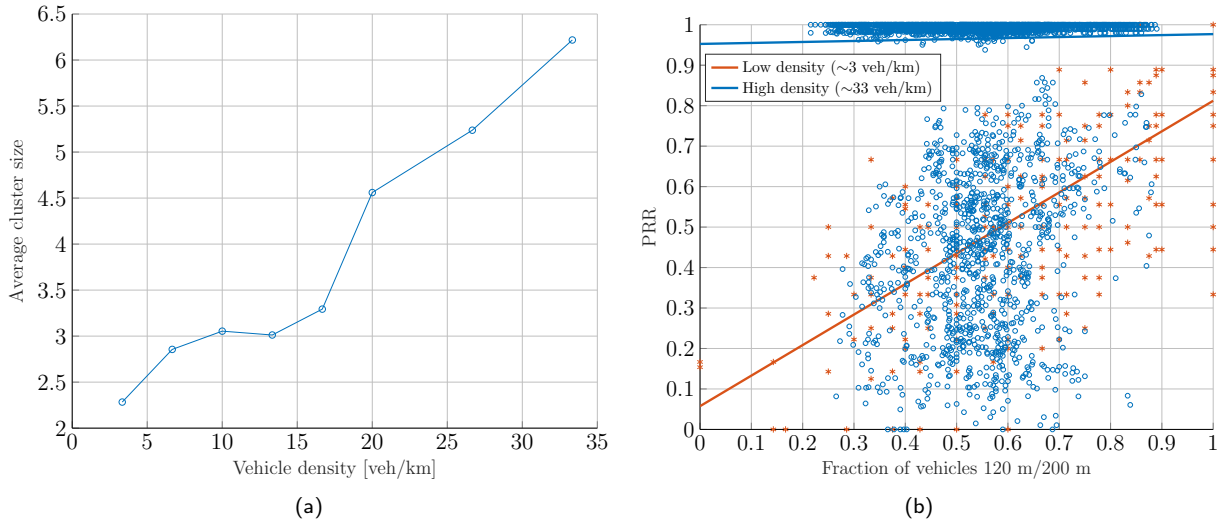 6.5
6
5.5
5
4.5
4
3.5
3
2.5
2
0 5 10 15 20 25 30 35
Average cluster size
Vehicle density [veh/km]
(a)
1
0.9
0.8
0.7
0.6
0.5
0.4
0.3
0.2
0.1
0
0 0.1 0.2 0.3 0.4 0.5 0.6 0.7 0.8 0.9 1
PRR
Low density (∼3 veh/km)
High density (∼33 veh/km)
Fraction of vehicles 120 m/200 m
(b)